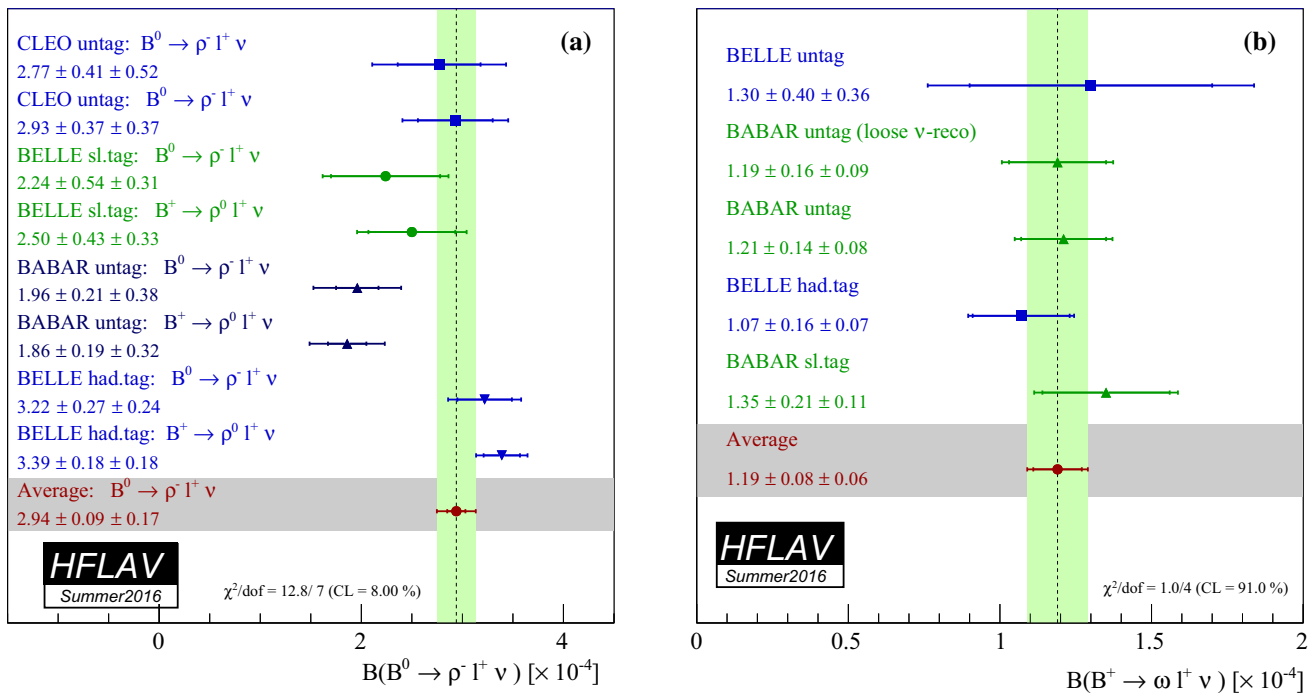 (a)
CLEO untag: B⁰ → ρ⁻ l⁺ ν
2.77 ± 0.41 ± 0.52
CLEO untag: B⁰ → ρ⁻ l⁺ ν
2.93 ± 0.37 ± 0.37
BELLE sl.tag: B⁰ → ρ⁻ l⁺ ν
2.24 ± 0.54 ± 0.31
BELLE sl.tag: B⁺ → ρ⁰ l⁺ ν
2.50 ± 0.43 ± 0.33
BABAR untag: B⁰ → ρ⁻ l⁺ ν
1.96 ± 0.21 ± 0.38
BABAR untag: B⁺ → ρ⁰ l⁺ ν
1.86 ± 0.19 ± 0.32
BELLE had.tag: B⁰ → ρ⁻ l⁺ ν
3.22 ± 0.27 ± 0.24
BELLE had.tag: B⁺ → ρ⁰ l⁺ ν
3.39 ± 0.18 ± 0.18
Average: B⁰ → ρ⁻ l⁺ ν
2.94 ± 0.09 ± 0.17
HFLAV
Summer2016
χ²/dof = 12.8/ 7 (CL = 8.00 %)
0 2 4
B(B⁰ → ρ⁻ l⁺ ν ) [× 10⁻⁴]
(b)
BELLE untag
1.30 ± 0.40 ± 0.36
BABAR untag (loose ν-reco)
1.19 ± 0.16 ± 0.09
BABAR untag
1.21 ± 0.14 ± 0.08
BELLE had.tag
1.07 ± 0.16 ± 0.07
BABAR sl.tag
1.35 ± 0.21 ± 0.11
Average
1.19 ± 0.08 ± 0.06
HFLAV
Summer2016
χ²/dof = 1.0/4 (CL = 91.0 %)
0 0.5 1 1.5 2
B(B⁺ → ω l⁺ ν ) [× 10⁻⁴]